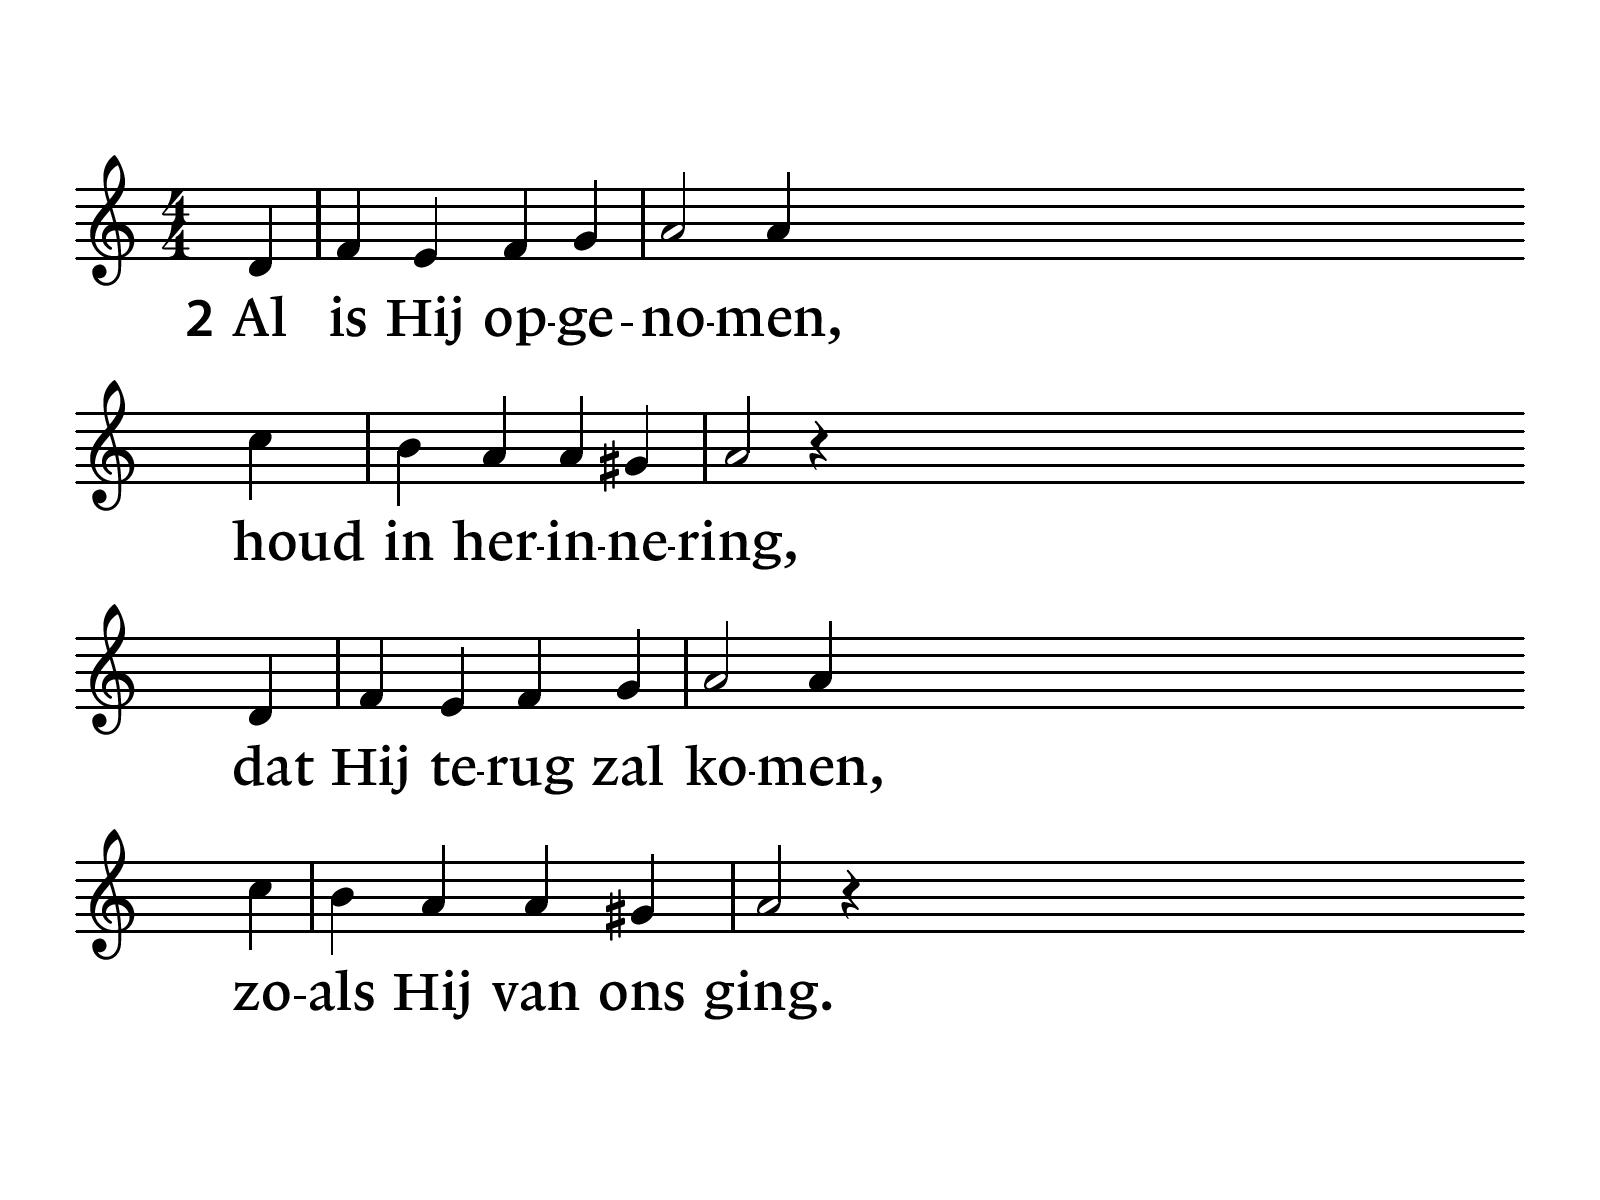 2 Al is Hij op-ge-no-men,
houd in her-in-ne-ring,
dat Hij te-rug zal ko-men,
zo-als Hij van ons ging.